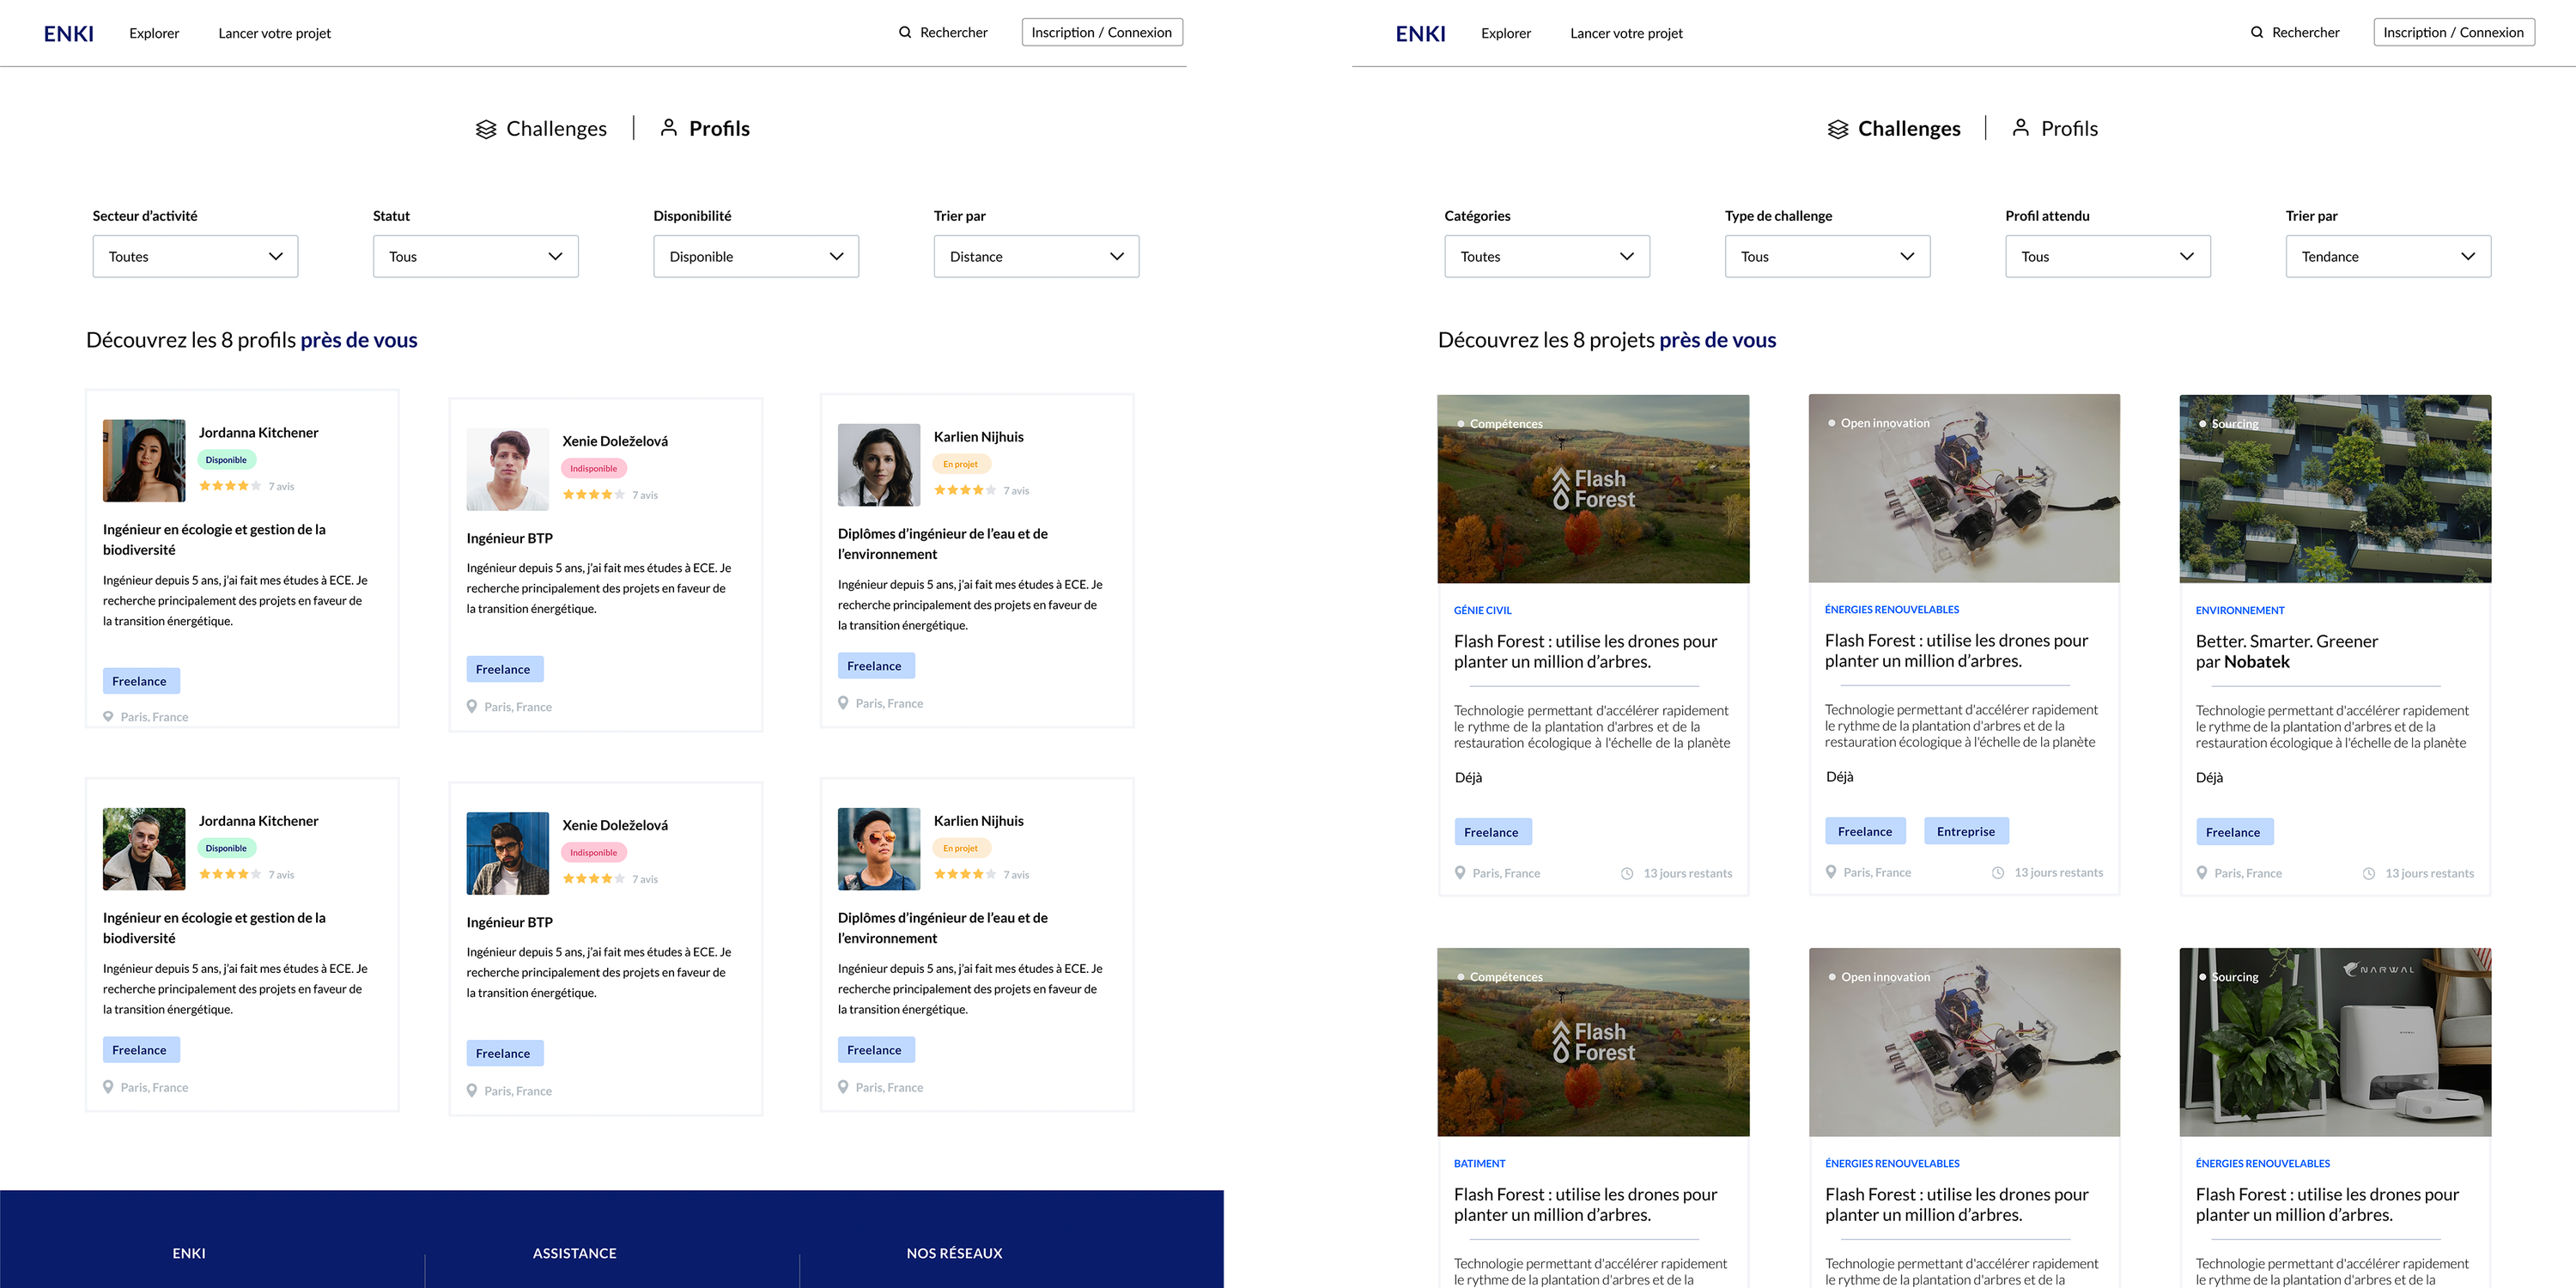 ENKI
Explorer
Lancer votre projet
Rechercher
Inscription / Connexion
Challenges
Profils
Secteur d'activité
Statut
Disponibilité
Trier par
Toutes
Tous
Disponible
Distance
Découvrez les 8 profils près de vous
Jordanna Kitchener
Disponible
7 avis
Ingénieur en écologie et gestion de la
biodiversité
Ingénieur depuis 5 ans, j'ai fait mes études à ECE. Je
recherche principalement des projets en faveur de
la transition énergétique.
Freelance
Paris, France
Xenie Doleželová
Indisponible
7 avis
Ingénieur BTP
Ingénieur depuis 5 ans, j'ai fait mes études à ECE. Je
recherche principalement des projets en faveur de
la transition énergétique.
Freelance
Paris, France
Karlien Nijhuis
En projet
7 avis
Diplômes d'ingénieur de l'eau et de
l'environnement
Ingénieur depuis 5 ans, j'ai fait mes études à ECE. Je
recherche principalement des projets en faveur de
la transition énergétique.
Freelance
Paris, France
Jordanna Kitchener
Disponible
7 avis
Ingénieur en écologie et gestion de la
biodiversité
Ingénieur depuis 5 ans, j'ai fait mes études à ECE. Je
recherche principalement des projets en faveur de
la transition énergétique.
Freelance
Paris, France
Xenie Doleželová
Indisponible
7 avis
Ingénieur BTP
Ingénieur depuis 5 ans, j'ai fait mes études à ECE. Je
recherche principalement des projets en faveur de
la transition énergétique.
Freelance
Paris, France
Karlien Nijhuis
En projet
7 avis
Diplômes d'ingénieur de l'eau et de
l'environnement
Ingénieur depuis 5 ans, j'ai fait mes études à ECE. Je
recherche principalement des projets en faveur de
la transition énergétique.
Freelance
Paris, France
ENKI
ASSISTANCE
NOS RÉSEAUX
ENKI
Explorer
Lancer votre projet
Rechercher
Inscription / Connexion
Challenges
Profils
Catégories
Type de challenge
Profil attendu
Trier par
Toutes
Tous
Tous
Tendance
Découvrez les 8 projets près de vous
Compétences
Flash
Forest
GÉNIE CIVIL
Flash Forest : utilise les drones pour
planter un million d'arbres.
Technologie permettant d'accélérer rapidement
le rythme de la plantation d'arbres et de la
restauration écologique à l'échelle de la planète
Déjà
Freelance
Paris, France
13 jours restants
Open innovation
ÉNERGIES RENOUVELABLES
Flash Forest : utilise les drones pour
planter un million d'arbres.
Technologie permettant d'accélérer rapidement
le rythme de la plantation d'arbres et de la
restauration écologique à l'échelle de la planète
Déjà
Freelance
Entreprise
Paris, France
13 jours restants
Sourcing
ENVIRONNEMENT
Better. Smarter. Greener
par Nobatek
Technologie permettant d'accélérer rapidement
le rythme de la plantation d'arbres et de la
restauration écologique à l'échelle de la planète
Déjà
Freelance
Paris, France
13 jours restants
Compétences
Flash
Forest
BATIMENT
Flash Forest : utilise les drones pour
planter un million d'arbres.
Technologie permettant d'accélérer rapidement
le rythme de la plantation d'arbres et de la
Open innovation
ÉNERGIES RENOUVELABLES
Flash Forest : utilise les drones pour
planter un million d'arbres.
Technologie permettant d'accélérer rapidement
le rythme de la plantation d'arbres et de la
Sourcing
NARWAL
ÉNERGIES RENOUVELABLES
Flash Forest : utilise les drones pour
planter un million d'arbres.
Technologie permettant d'accélérer rapidement
le rythme de la plantation d'arbres et de la